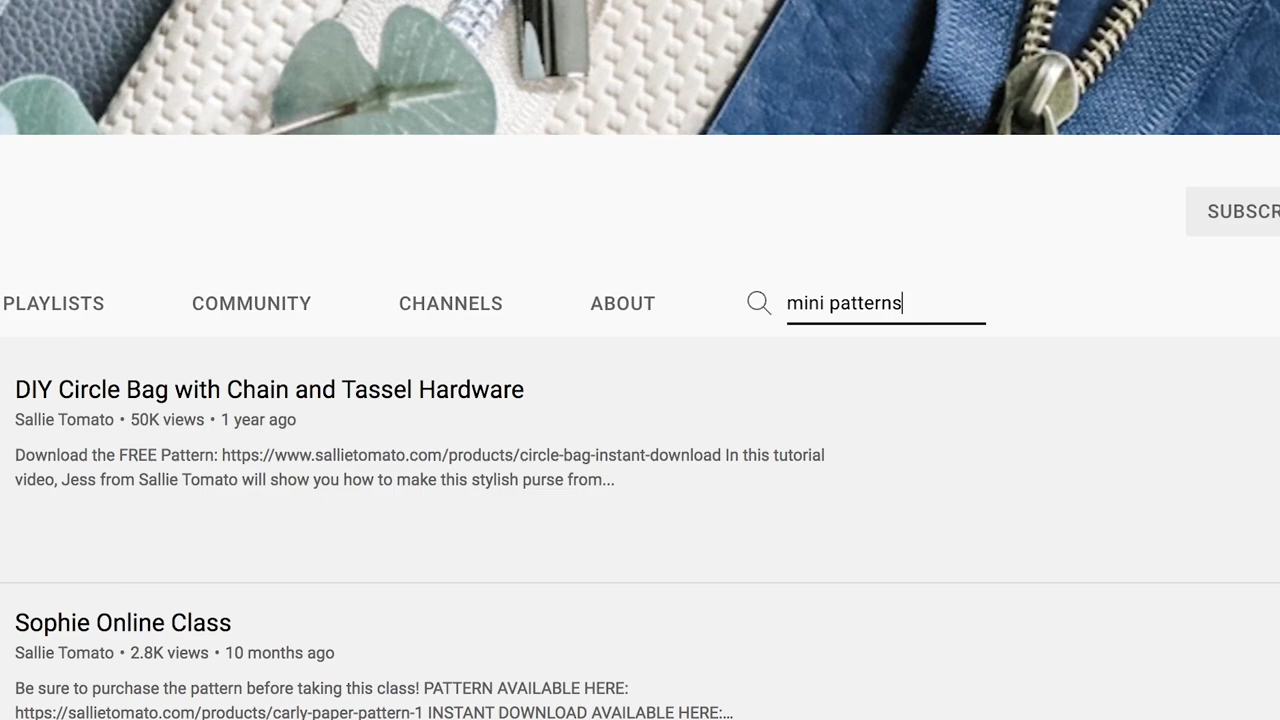 SUBSCR
PLAYLISTS COMMUNITY CHANNELS ABOUT mini patterns
DIY Circle Bag with Chain and Tassel Hardware
Sallie Tomato • 50K views • 1 year ago
Download the FREE Pattern: https://www.sallietomato.com/products/circle-bag-instant-download In this tutorial
video, Jess from Sallie Tomato will show you how to make this stylish purse from...
Sophie Online Class
Sallie Tomato • 2.8K views • 10 months ago
Be sure to purchase the pattern before taking this class! PATTERN AVAILABLE HERE:
https://sallietomato.com/products/carly-paper-pattern-1 INSTANT DOWNLOAD AVAILABLE HERE:...